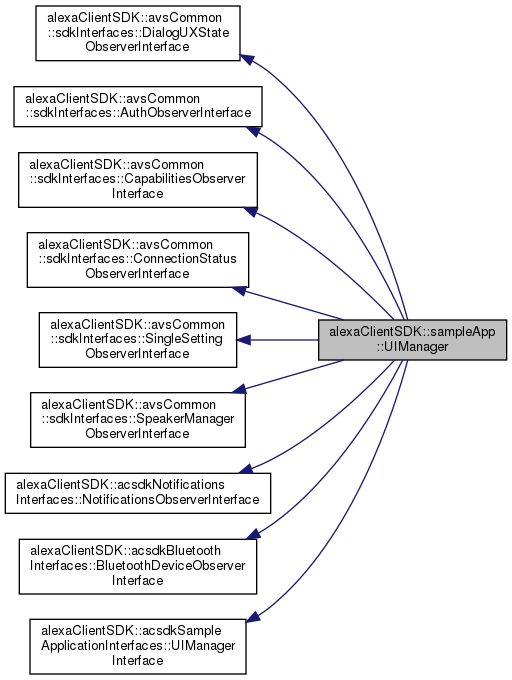 alexaClientSDK::avsCommon
::sdkInterfaces::DialogUXState
ObserverInterface
alexaClientSDK::avsCommon
::sdkInterfaces::AuthObserverInterface
alexaClientSDK::avsCommon
::sdkInterfaces::CapabilitiesObserver
Interface
alexaClientSDK::avsCommon
::sdkInterfaces::ConnectionStatus
ObserverInterface
alexaClientSDK::avsCommon
::sdkInterfaces::SingleSetting
ObserverInterface
alexaClientSDK::sampleApp
::UIManager
alexaClientSDK::avsCommon
::sdkInterfaces::SpeakerManager
ObserverInterface
alexaClientSDK::acsdkNotifications
Interfaces::NotificationsObserverInterface
alexaClientSDK::acsdkBluetooth
Interfaces::BluetoothDeviceObserver
Interface
alexaClientSDK::acsdkSample
ApplicationInterfaces::UIManager
Interface